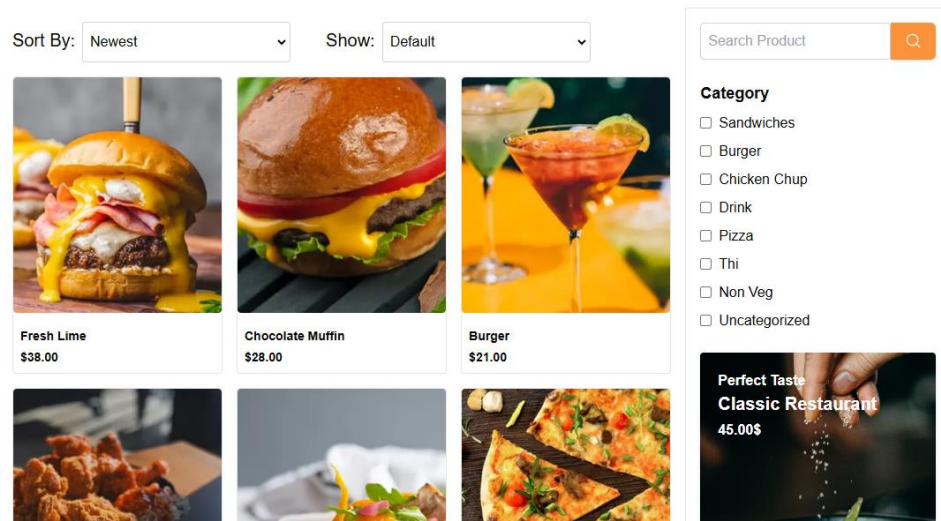 Sort By: Newest Show: Default
Search Product
Fresh Lime
$38.00
Chocolate Muffin
$28.00
Burger
$21.00
Category
Sandwiches
Burger
Chicken Chup
Drink
Pizza
Thi
Non Veg
Uncategorized
Perfect Taste
Classic Restaurant
45.00$